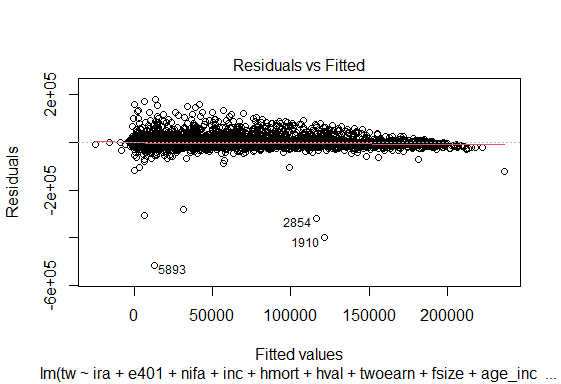 Residuals vs Fitted
2e+05
-2e+05
-6e+05
Residuals
2854
1910
5893
0 50000 100000 150000 200000
Fitted values
lm(tw ~ ira + e401 + nifa + inc + hmort + hval + twoearn + fsize + age_inc ...